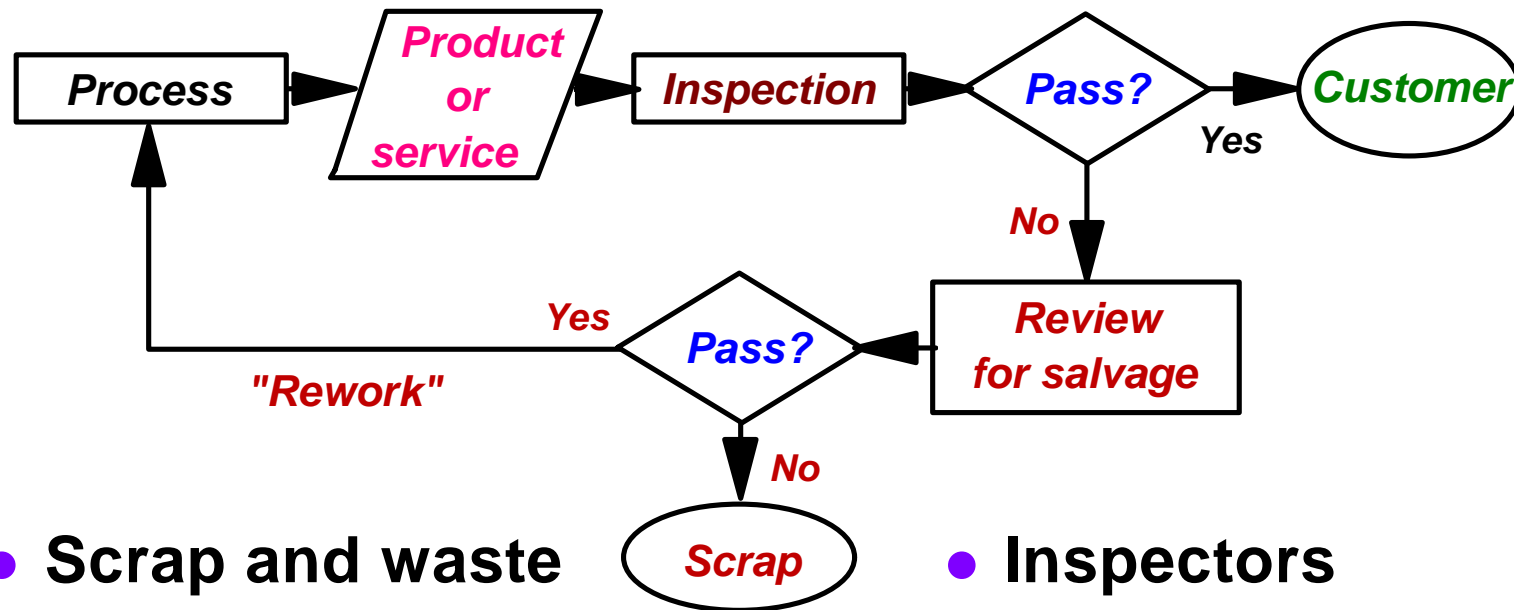 Process
Product
or
service
Inspection
Pass?
Customer
Yes
No
Review
for salvage
Pass?
Yes
"Rework"
No
Scrap
• Scrap and waste
• Inspectors